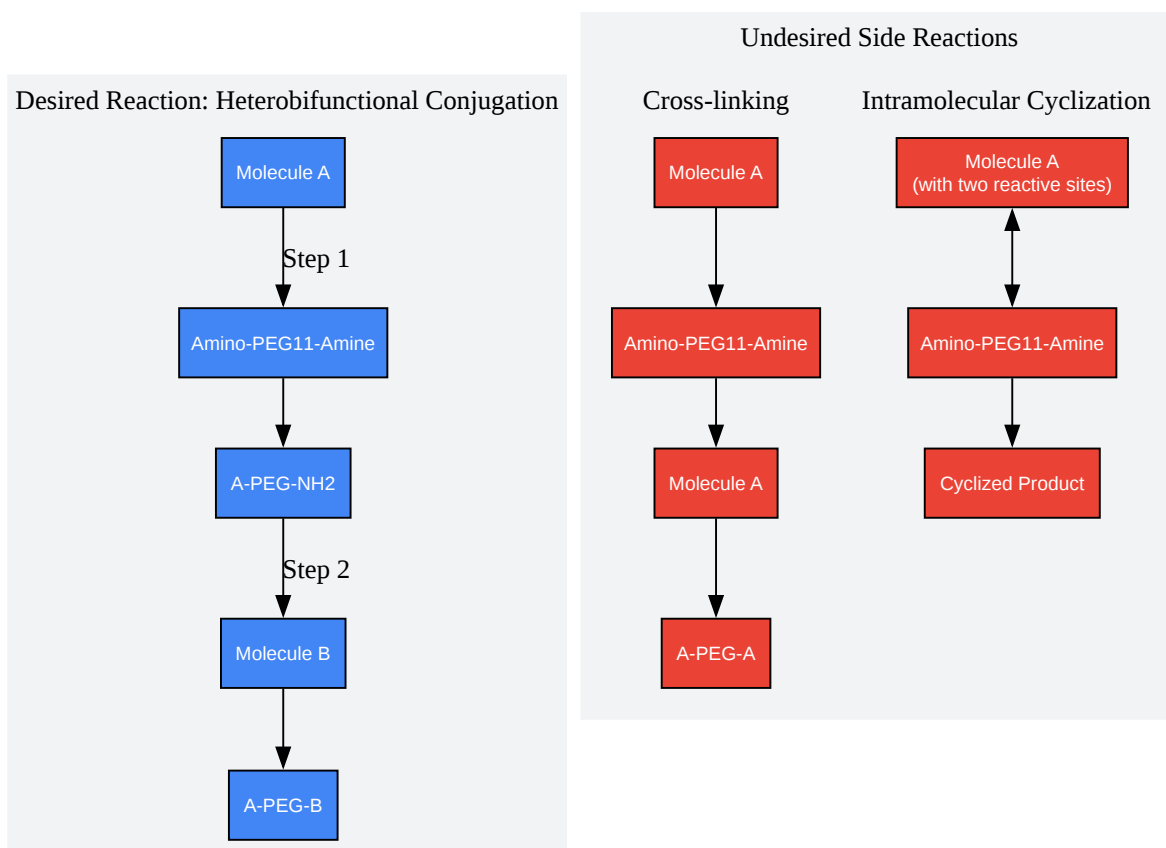 Desired Reaction: Heterobifunctional Conjugation
Molecule A
Step 1
Amino-PEG11-Amine
A-PEG-NH2
Step 2
Molecule B
A-PEG-B
Undesired Side Reactions
Cross-linking
Molecule A
Amino-PEG11-Amine
Molecule A
A-PEG-A
Intramolecular Cyclization
Molecule A
(with two reactive sites)
Amino-PEG11-Amine
Cyclized Product